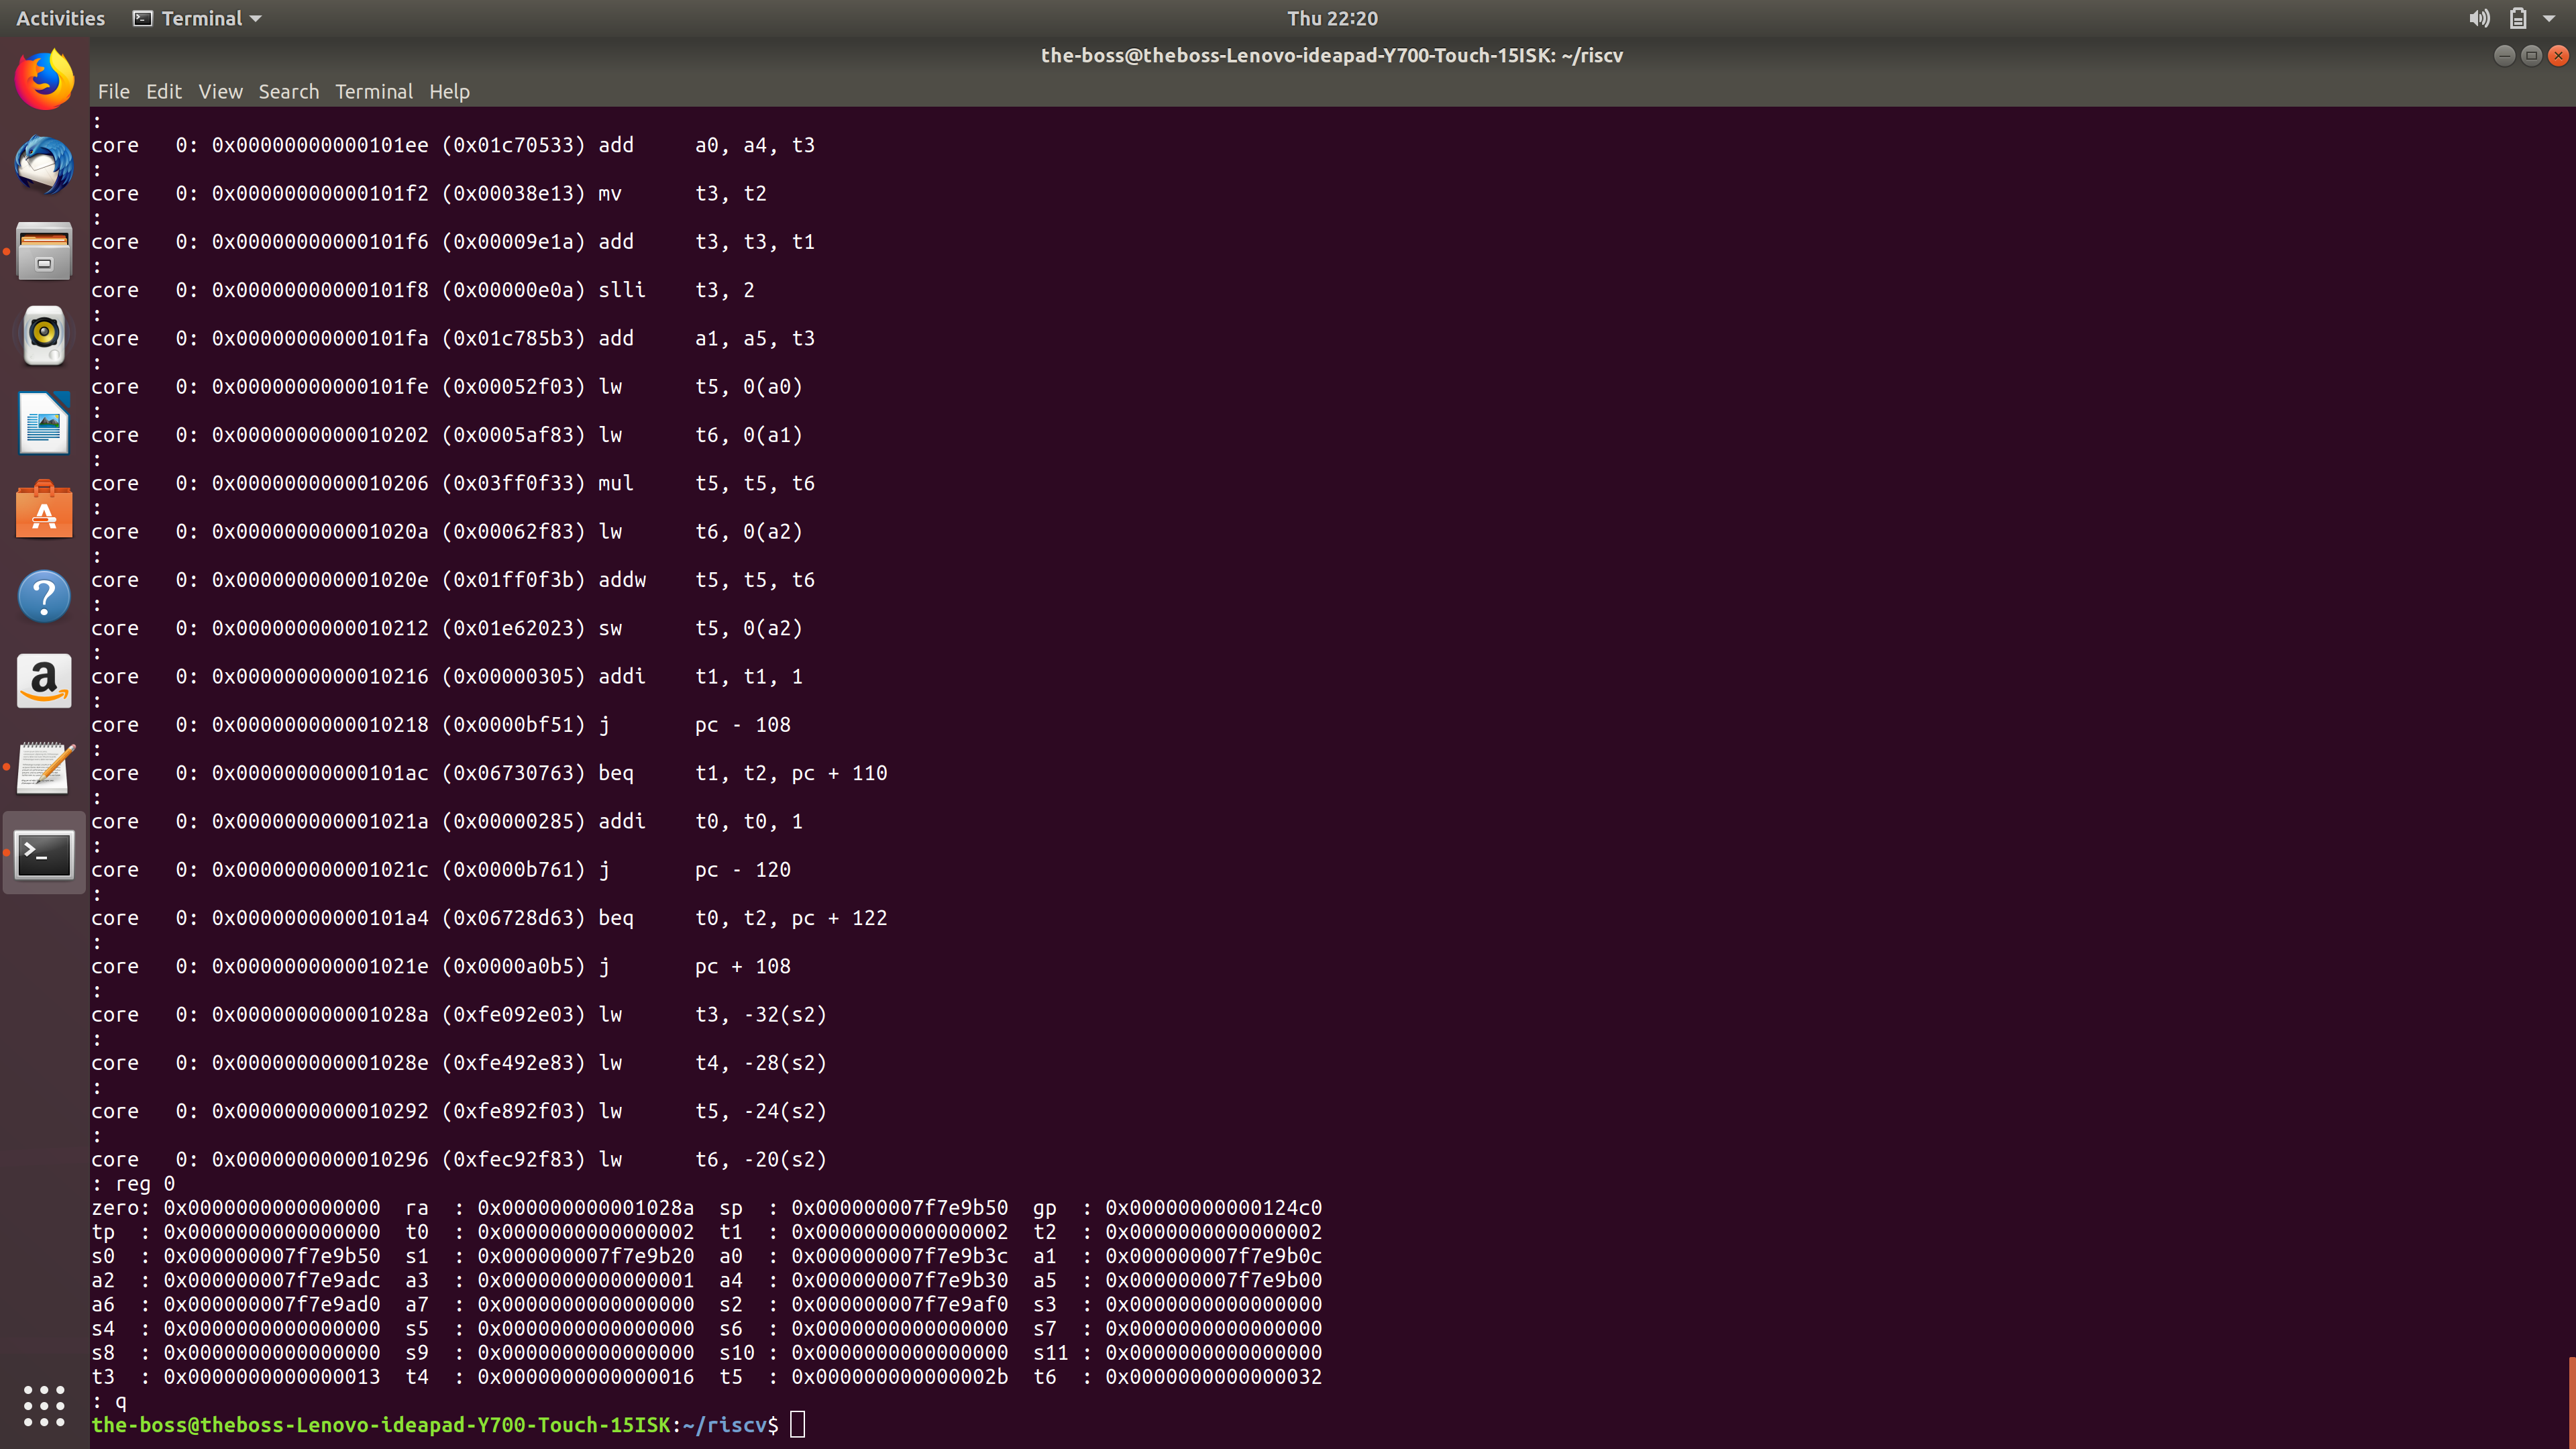 Activities Terminal Thu 22:20
the-boss@theboss-Lenovo-ideapad-Y700-Touch-15ISK: ~/riscv
File Edit View Search Terminal Help
:
core   0: 0x00000000000101ee (0x01c70533) add     a0, a4, t3
:
core   0: 0x00000000000101f2 (0x00038e13) mv      t3, t2
:
core   0: 0x00000000000101f6 (0x00009e1a) add     t3, t3, t1
:
core   0: 0x00000000000101f8 (0x00000e0a) slli    t3, 2
:
core   0: 0x00000000000101fa (0x01c785b3) add     a1, a5, t3
:
core   0: 0x00000000000101fe (0x00052f03) lw      t5, 0(a0)
:
core   0: 0x0000000000010202 (0x0005af83) lw      t6, 0(a1)
:
core   0: 0x0000000000010206 (0x03ff0f33) mul     t5, t5, t6
:
core   0: 0x000000000001020a (0x00062f83) lw      t6, 0(a2)
:
core   0: 0x000000000001020e (0x01ff0f3b) addw    t5, t5, t6
:
core   0: 0x0000000000010212 (0x01e62023) sw      t5, 0(a2)
:
core   0: 0x0000000000010216 (0x00000305) addi    t1, t1, 1
:
core   0: 0x0000000000010218 (0x0000bf51) j       pc - 108
:
core   0: 0x00000000000101ac (0x06730763) beq     t1, t2, pc + 110
:
core   0: 0x000000000001021a (0x00000285) addi    t0, t0, 1
:
core   0: 0x000000000001021c (0x0000b761) j       pc - 120
:
core   0: 0x00000000000101a4 (0x06728d63) beq     t0, t2, pc + 122
:
core   0: 0x000000000001021e (0x0000a0b5) j       pc + 108
:
core   0: 0x000000000001028a (0xfe092e03) lw      t3, -32(s2)
:
core   0: 0x000000000001028e (0xfe492e83) lw      t4, -28(s2)
:
core   0: 0x0000000000010292 (0xfe892f03) lw      t5, -24(s2)
:
core   0: 0x0000000000010296 (0xfec92f83) lw      t6, -20(s2)
: reg 0
zero: 0x0000000000000000  ra  : 0x000000000001028a  sp  : 0x000000007f7e9b50  gp  : 0x00000000000124c0
tp  : 0x0000000000000000  t0  : 0x0000000000000002  t1  : 0x0000000000000002  t2  : 0x0000000000000002
s0  : 0x000000007f7e9b50  s1  : 0x000000007f7e9b20  a0  : 0x000000007f7e9b3c  a1  : 0x000000007f7e9b0c
a2  : 0x000000007f7e9adc  a3  : 0x0000000000000001  a4  : 0x000000007f7e9b30  a5  : 0x000000007f7e9b00
a6  : 0x000000007f7e9ad0  a7  : 0x0000000000000000  s2  : 0x000000007f7e9af0  s3  : 0x0000000000000000
s4  : 0x0000000000000000  s5  : 0x0000000000000000  s6  : 0x0000000000000000  s7  : 0x0000000000000000
s8  : 0x0000000000000000  s9  : 0x0000000000000000  s10 : 0x0000000000000000  s11 : 0x0000000000000000
t3  : 0x0000000000000013  t4  : 0x0000000000000016  t5  : 0x000000000000002b  t6  : 0x0000000000000032
: q
the-boss@theboss-Lenovo-ideapad-Y700-Touch-15ISK:~/riscv$